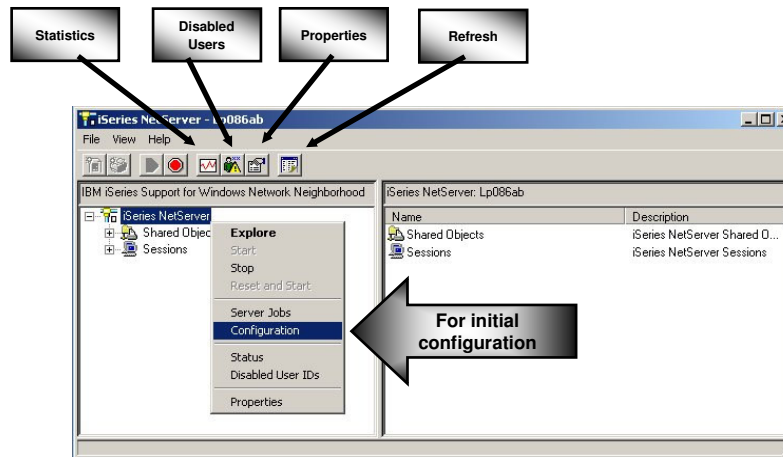 Statistics
Disabled
Users
Properties
Refresh
iSeries NetServer - Lp086ab
File View Help
IBM iSeries Support for Windows Network Neighborhood
iSeries NetServer: Lp086ab
iSeries NetServer
Shared Objec
Sessions
Explore
Start
Stop
Reset and Start
Server Jobs
Configuration
Status
Disabled User IDs
Properties
Name Description
Shared Objects iSeries NetServer Shared O...
Sessions iSeries NetServer Sessions
For initial
configuration